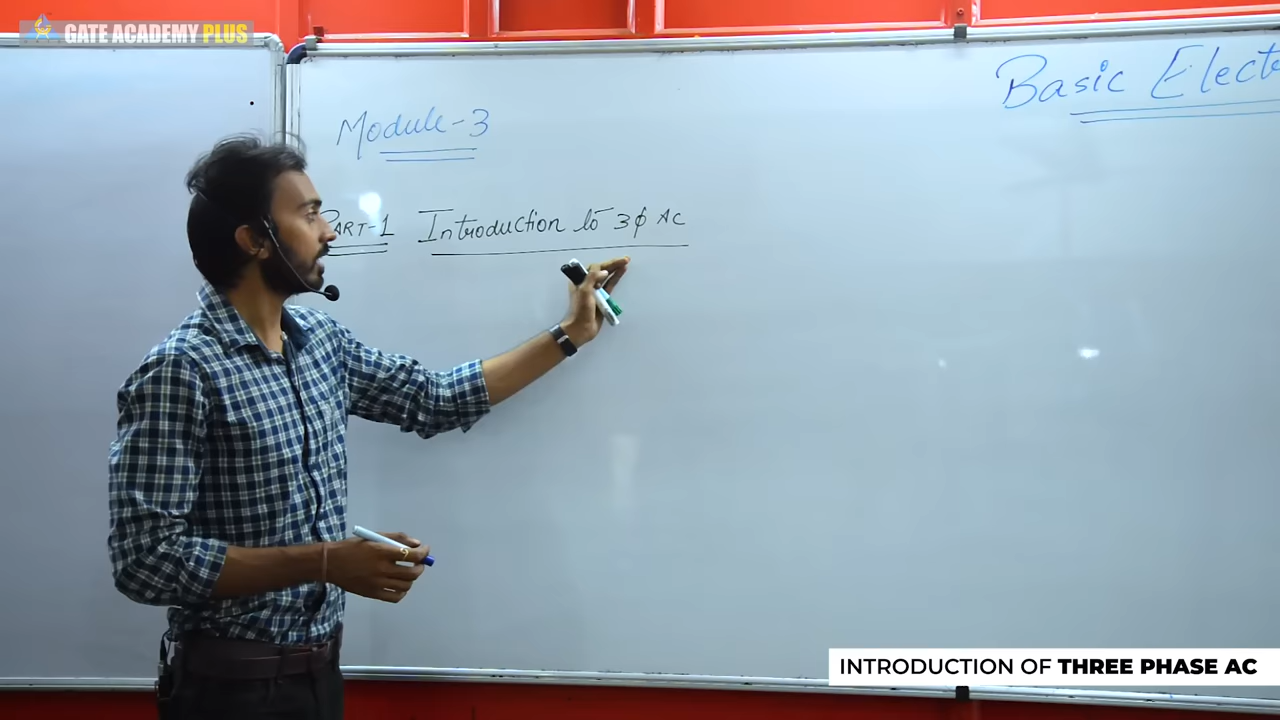 GATE ACADEMY PLUS
Basic Elect
Module-3
PART-1 Introduction to 3ϕ AC
INTRODUCTION OF THREE PHASE AC